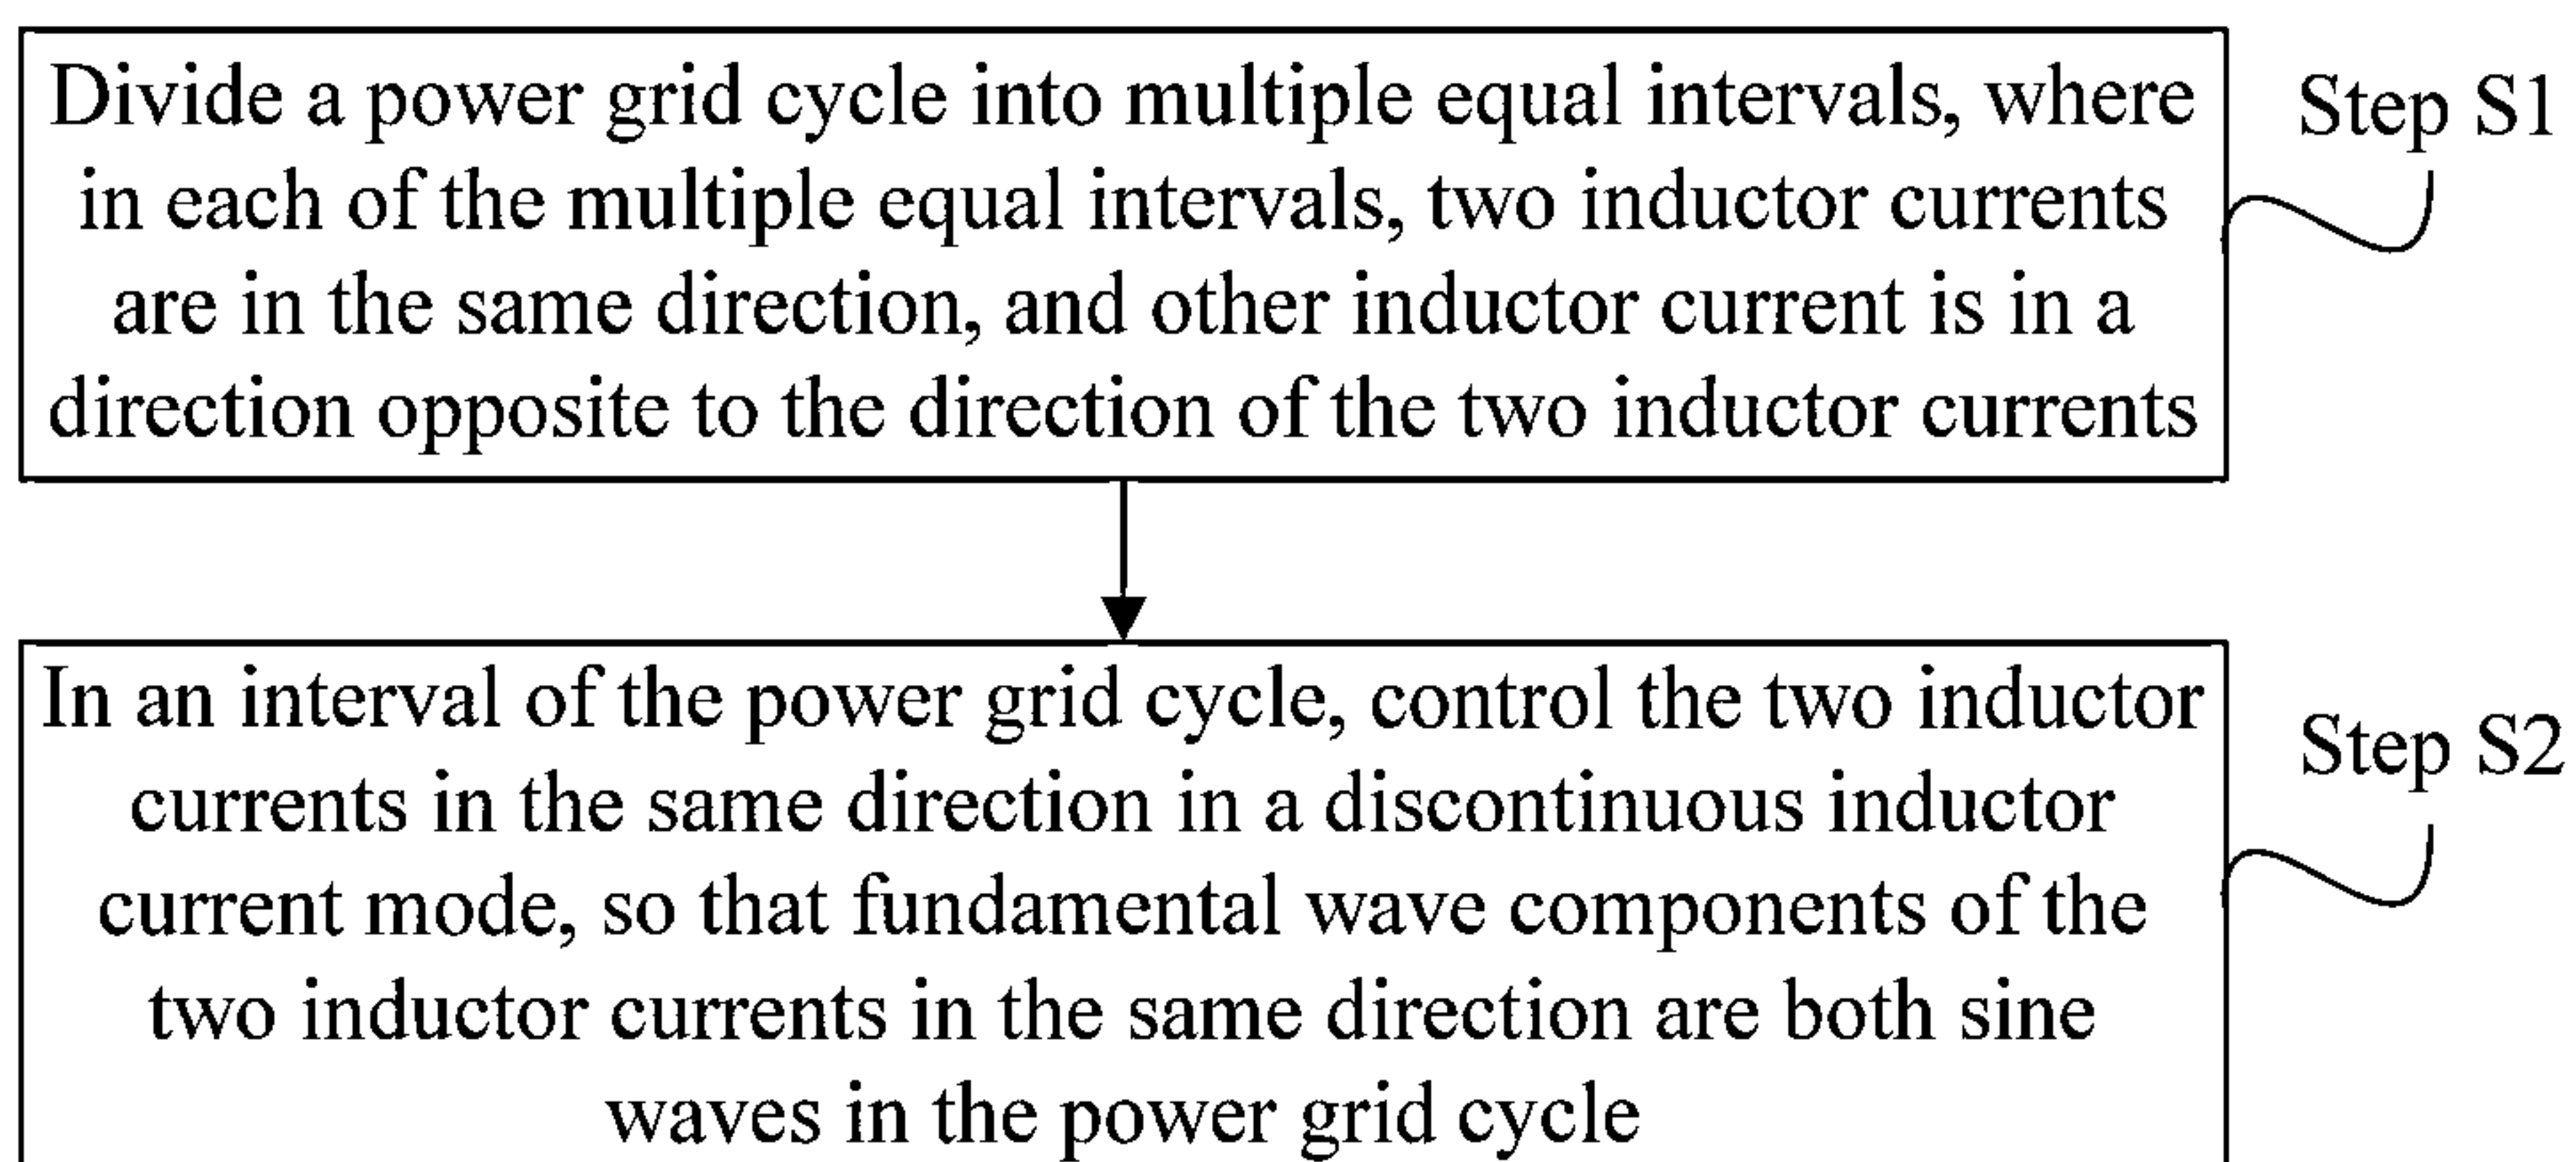 Divide a power grid cycle into multiple equal intervals, where
in each of the multiple equal intervals, two inductor currents
are in the same direction, and other inductor current is in a
direction opposite to the direction of the two inductor currents
Step S1
In an interval of the power grid cycle, control the two inductor
currents in the same direction in a discontinuous inductor
current mode, so that fundamental wave components of the
two inductor currents in the same direction are both sine
waves in the power grid cycle
Step S2